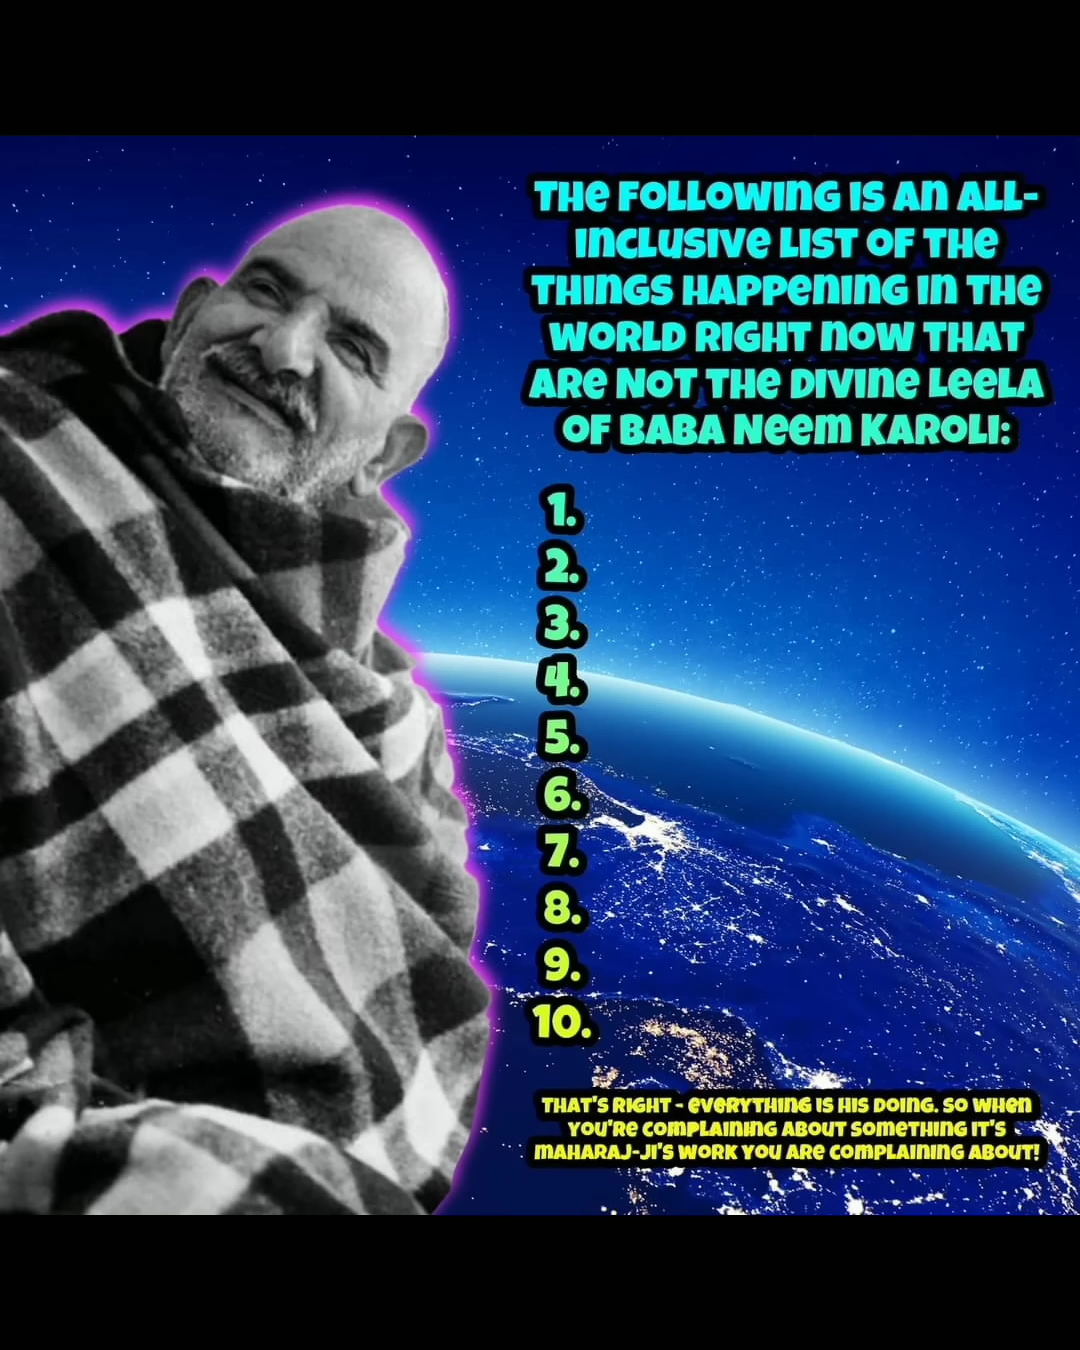 THE FOLLOWING IS AN ALL-
INCLUSIVE LIST OF THE
THINGS HAPPENING IN THE
WORLD RIGHT NOW THAT
ARE NOT THE DIVINE LEELA
OF BABA NEEM KAROLI:
1.
2.
3.
4.
5.
6.
7.
8.
9.
10.
THAT'S RIGHT - EVERYTHING IS HIS DOING. SO WHEN
YOU'RE COMPLAINING ABOUT SOMETHING IT'S
MAHARAJ-JI'S WORK YOU ARE COMPLAINING ABOUT!